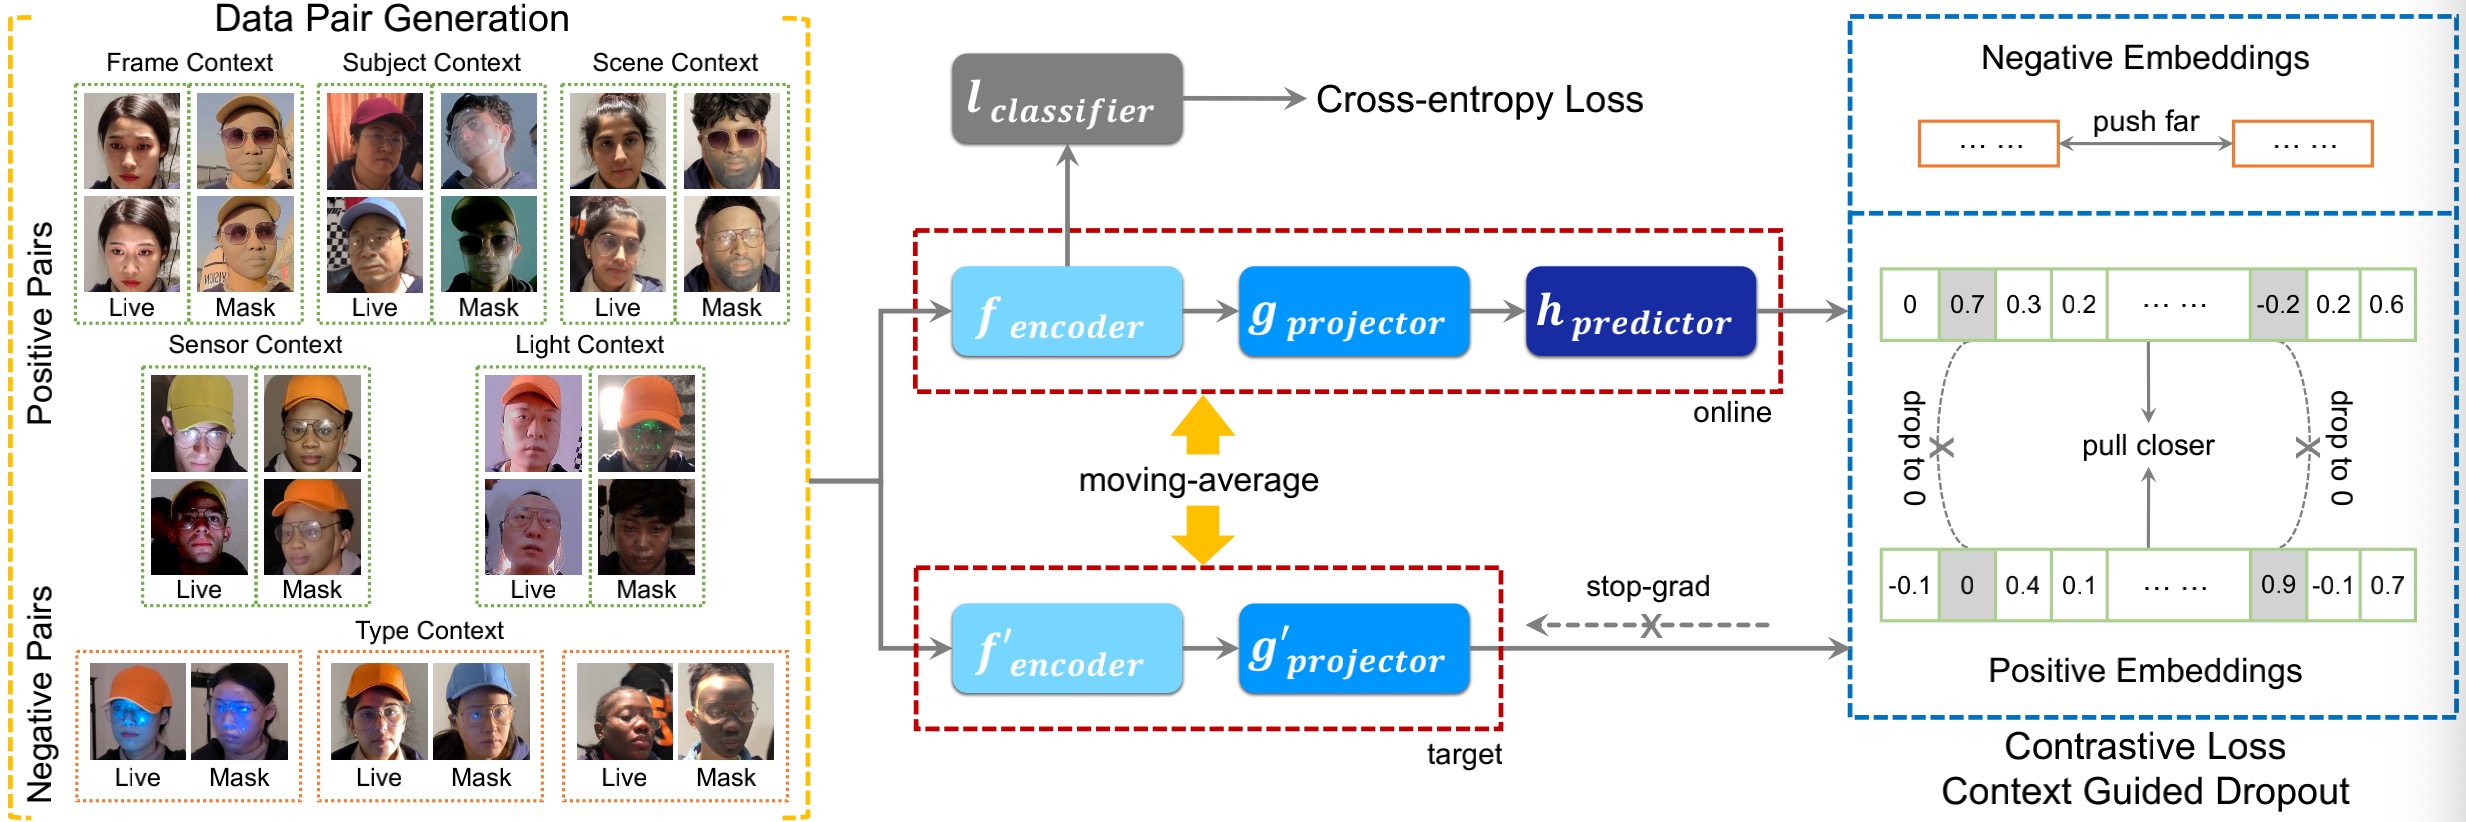 Data Pair Generation
Frame Context
Subject Context
Scene Context
Live
Mask
Live
Mask
Live
Mask
Positive Pairs
Sensor Context
Light Context
Live
Mask
Live
Mask
Negative Pairs
Type Context
Live
Mask
Live
Mask
Live
Mask
l classifier
Cross-entropy Loss
f encoder
g projector
h predictor
online
moving-average
f' encoder
g' projector
target
stop-grad
X
Negative Embeddings
... ...
push far
... ...
0 0.7 0.3 0.2 ... ... -0.2 0.2 0.6
drop to 0
pull closer
drop to 0
-0.1 0 0.4 0.1 ... ... 0.9 -0.1 0.7
Positive Embeddings
Contrastive Loss
Context Guided Dropout